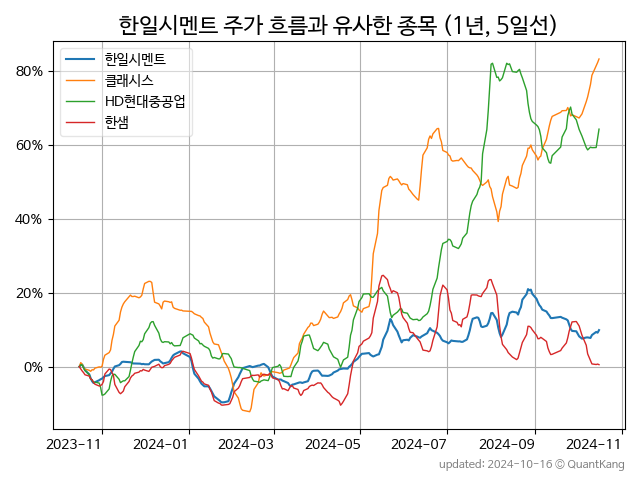 한일시멘트 주가 흐름과 유사한 종목 (1년, 5일선)
한일시멘트
클래시스
HD현대중공업
한샘
80%
60%
40%
20%
0%
2023-11
2024-01
2024-03
2024-05
2024-07
2024-09
2024-11
updated: 2024-10-16 © QuantKang